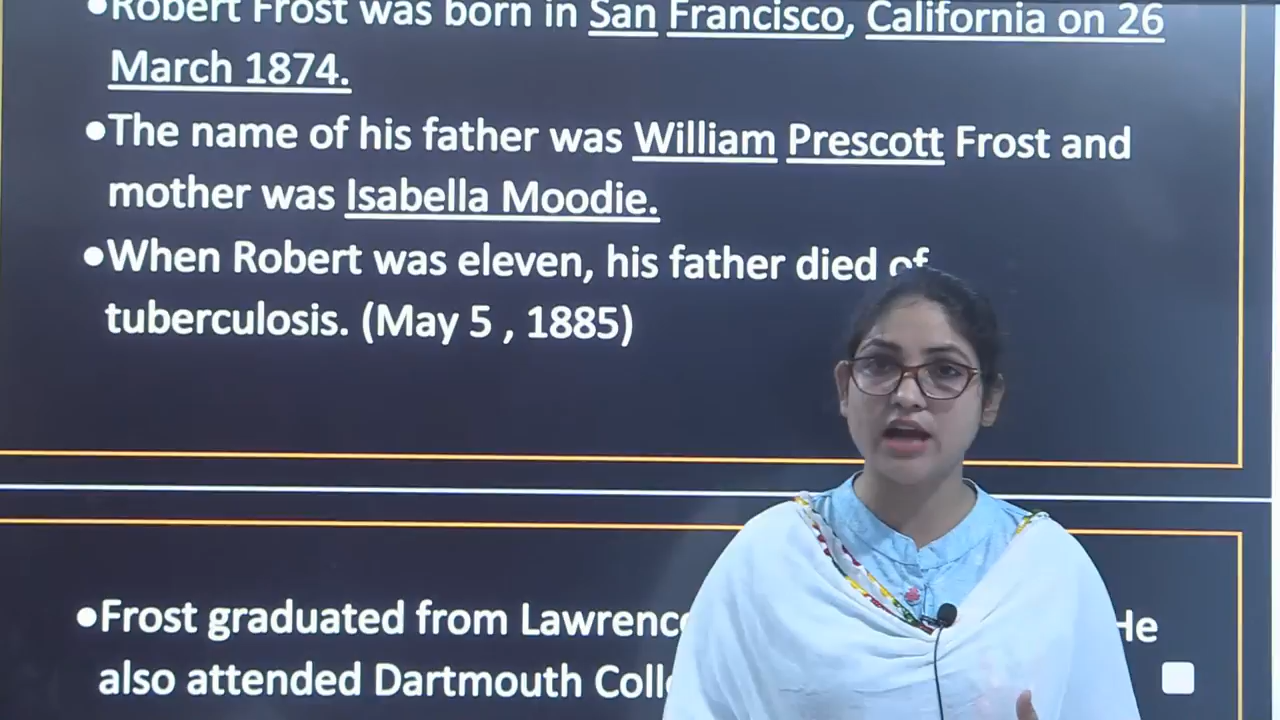 •Robert Frost was born in San Francisco, California on 26
March 1874.
•The name of his father was William Prescott Frost and
mother was Isabella Moodie.
•When Robert was eleven, his father died of
tuberculosis. (May 5 , 1885)
•Frost graduated from Lawrence He
also attended Dartmouth